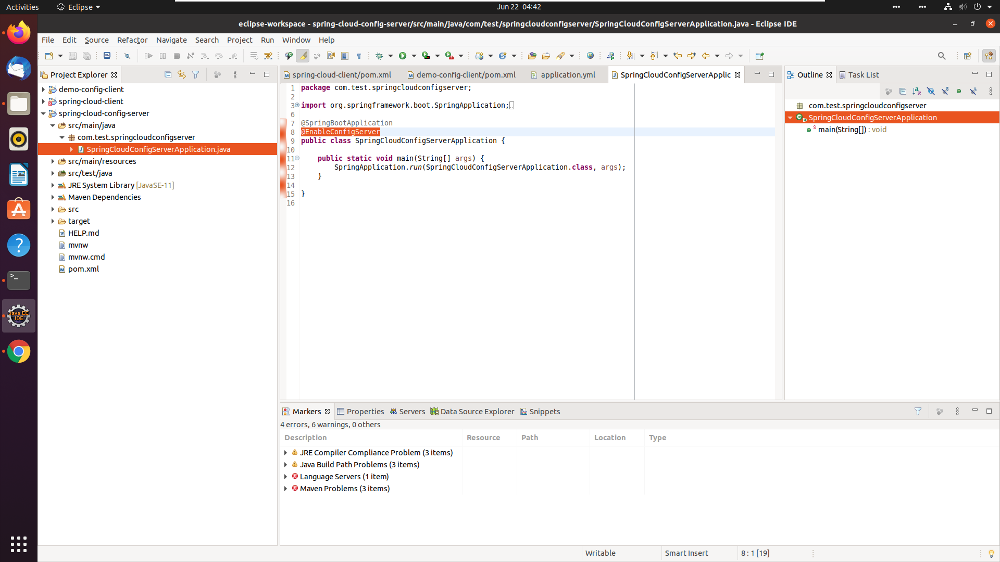 Activities
Eclipse
Jun 22 04:42
eclipse-workspace - spring-cloud-config-server/src/main/java/com/test/springcloudconfigserver/SpringCloudConfigServerApplication.java - Eclipse IDE
File Edit Source Refactor Navigate Search Project Run Window Help
Project Explorer
demo-config-client
spring-cloud-client
spring-cloud-config-server
src/main/java
com.test.springcloudconfigserver
SpringCloudConfigServerApplication.java
src/main/resources
src/test/java
JRE System Library [JavaSE-11]
Maven Dependencies
src
target
HELP.md
mvnw
mvnw.cmd
pom.xml
spring-cloud-client/pom.xml
demo-config-client/pom.xml
application.yml
SpringCloudConfigServerApplic
1 package com.test.springcloudconfigserver;
2
3 import org.springframework.boot.SpringApplication;
6
7 @SpringBootApplication
8 @EnableConfigServer
9 public class SpringCloudConfigServerApplication {
10
11 public static void main(String[] args) {
12 SpringApplication.run(SpringCloudConfigServerApplication.class, args);
13 }
14
15 }
16
Outline
Task List
com.test.springcloudconfigserver
SpringCloudConfigServerApplication
main(String[]) : void
Markers
Properties
Servers
Data Source Explorer
Snippets
4 errors, 6 warnings, 0 others
Description Resource Path Location Type
JRE Compiler Compliance Problem (3 items)
Java Build Path Problems (3 items)
Language Servers (1 item)
Maven Problems (3 items)
Java EE
IDE
Writable
Smart Insert
8 : 1 [19]